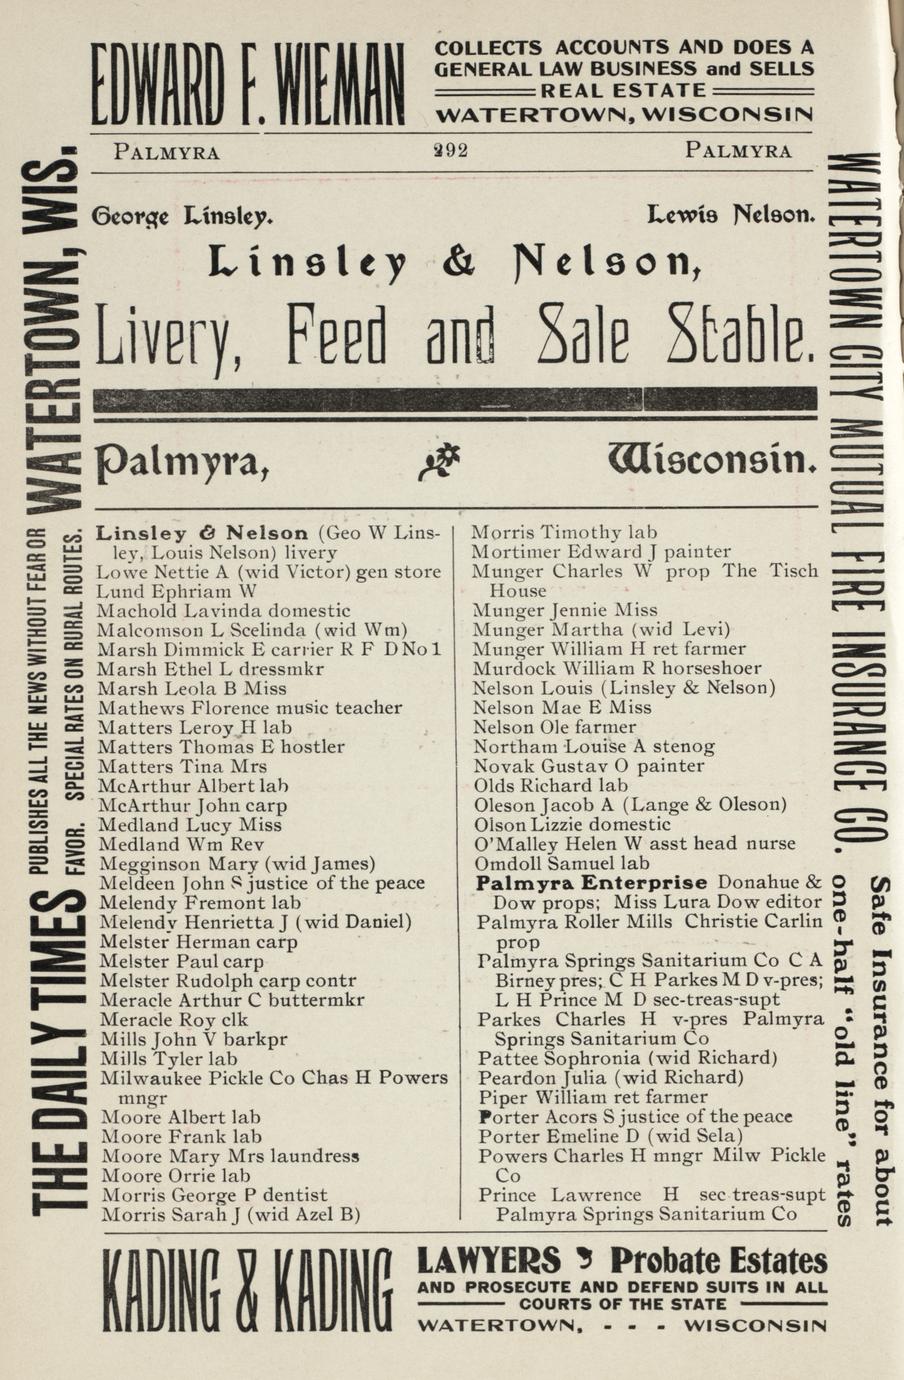 EDWARD F. WIEMAN
COLLECTS ACCOUNTS AND DOES A
GENERAL LAW BUSINESS and SELLS
REAL ESTATE
WATERTOWN, WISCONSIN
PALMYRA 292 PALMYRA
George Linsley. Lewis Nelson.
Linsley & Nelson,
Livery, Feed and Sale Stable.
Palmyra, Wisconsin.
Linsley & Nelson (Geo W Lins-
ley, Louis Nelson) livery
Lowe Nettie A (wid Victor) gen store
Lund Ephriam W
Machold Lavinda domestic
Malcomson L Scelinda (wid Wm)
Marsh Dimmick E carrier R F D No 1
Marsh Ethel L dressmkr
Marsh Leola B Miss
Mathews Florence music teacher
Matters Leroy H lab
Matters Thomas E hostler
Matters Tina Mrs
McArthur Albert lab
McArthur John carp
Medland Lucy Miss
Medland Wm Rev
Megginson Mary (wid James)
Meldeen John S justice of the peace
Melendy Fremont lab
Melendy Henrietta J (wid Daniel)
Melster Herman carp
Melster Paul carp
Melster Rudolph carp contr
Meracle Arthur C buttermkr
Meracle Roy clk
Mills John V barkpr
Mills Tyler lab
Milwaukee Pickle Co Chas H Powers
mngr
Moore Albert lab
Moore Frank lab
Moore Mary Mrs laundress
Moore Orrie lab
Morris George P dentist
Morris Sarah J (wid Azel B)
Morris Timothy lab
Mortimer Edward J painter
Munger Charles W prop The Tisch
House
Munger Jennie Miss
Munger Martha (wid Levi)
Munger William H ret farmer
Murdock William R horseshoer
Nelson Louis (Linsley & Nelson)
Nelson Mae E Miss
Nelson Ole farmer
Northam Louise A stenog
Novak Gustav O painter
Olds Richard lab
Oleson Jacob A (Lange & Oleson)
Olson Lizzie domestic
O'Malley Helen W asst head nurse
Omdoll Samuel lab
Palmyra Enterprise Donahue &
Dow props; Miss Lura Dow editor
Palmyra Roller Mills Christie Carlin
prop
Palmyra Springs Sanitarium Co C A
Birney pres; C H Parkes M D v-pres;
L H Prince M D sec-treas-supt
Parkes Charles H v-pres Palmyra
Springs Sanitarium Co
Pattee Sophronia (wid Richard)
Peardon Julia (wid Richard)
Piper William ret farmer
Porter Acors S justice of the peace
Porter Emeline D (wid Sela)
Powers Charles H mngr Milw Pickle
Co
Prince Lawrence H sec treas-supt
Palmyra Springs Sanitarium Co
KADING & KADING
LAWYERS , Probate Estates
AND PROSECUTE AND DEFEND SUITS IN ALL
COURTS OF THE STATE
WATERTOWN, - - - WISCONSIN
THE DAILY TIMES
PUBLISHES ALL THE NEWS WITHOUT FEAR OR
FAVOR. SPECIAL RATES ON RURAL ROUTES.
WATERTOWN, WIS.
WATERTOWN CITY MUTUAL FIRE INSURANCE CO.
Safe Insurance for about
one-half "old line" rates